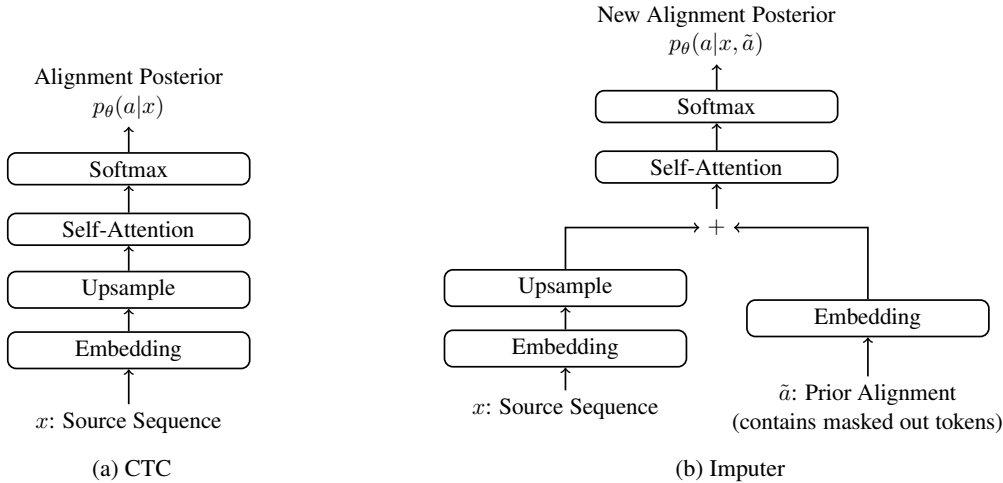 Alignment Posterior
pθ(a|x)
Softmax
Self-Attention
Upsample
Embedding
x: Source Sequence
(a) CTC
New Alignment Posterior
pθ(a|x, ã)
Softmax
Self-Attention
+
Upsample
Embedding
x: Source Sequence
Embedding
ã: Prior Alignment
(contains masked out tokens)
(b) Imputer